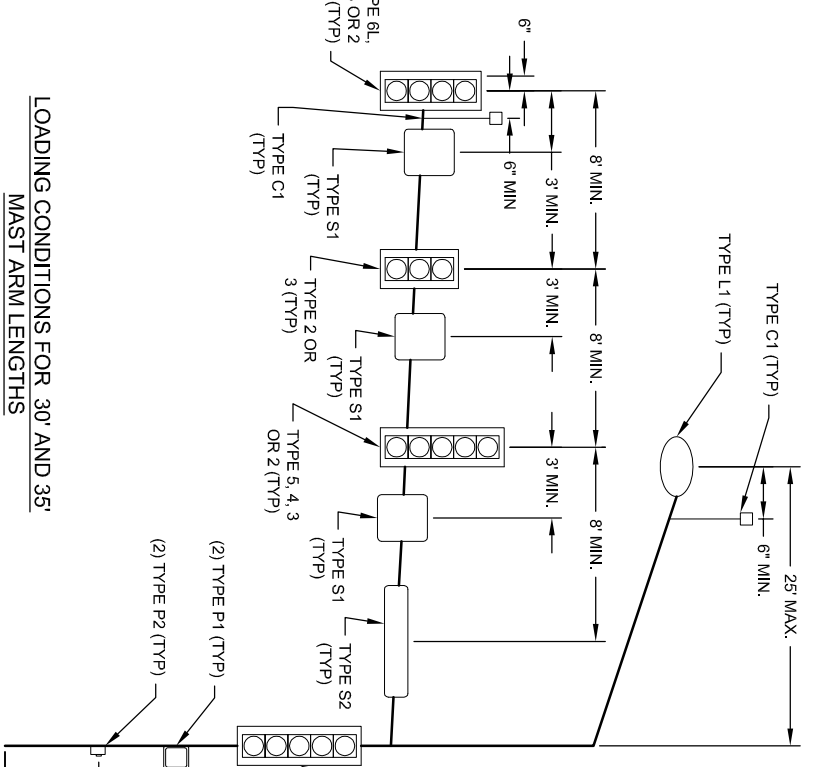 TYPE C1 (TYP)
TYPE L1 (TYP)
25' MAX.
6" MIN.
8' MIN.
8' MIN.
8' MIN.
3' MIN.
3' MIN.
3' MIN.
6"
6" MIN
6L,
OR 2
(TYP)
TYPE C1
(TYP)
TYPE S1
(TYP)
TYPE 2 OR
3 (TYP)
TYPE S1
(TYP)
TYPE 5, 4, 3
OR 2 (TYP)
TYPE S1
(TYP)
TYPE S2
(TYP)
(2) TYPE P1 (TYP)
(2) TYPE P2 (TYP)
LOADING CONDITIONS FOR 30' AND 35'
MAST ARM LENGTHS